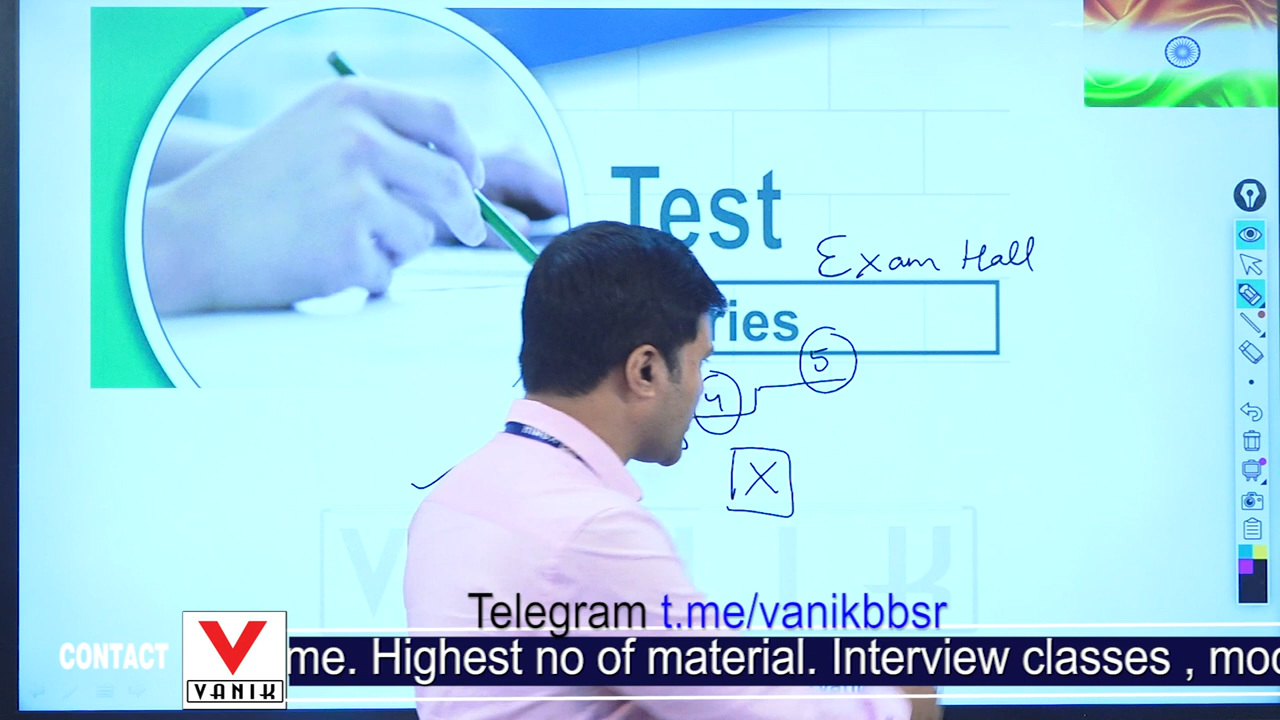 Test
Exam Hall
ries
5
4
X
VANIK
Telegram t.me/vanikbbsr
CONTACT
V
VANIK
me. Highest no of material. Interview classes , moc